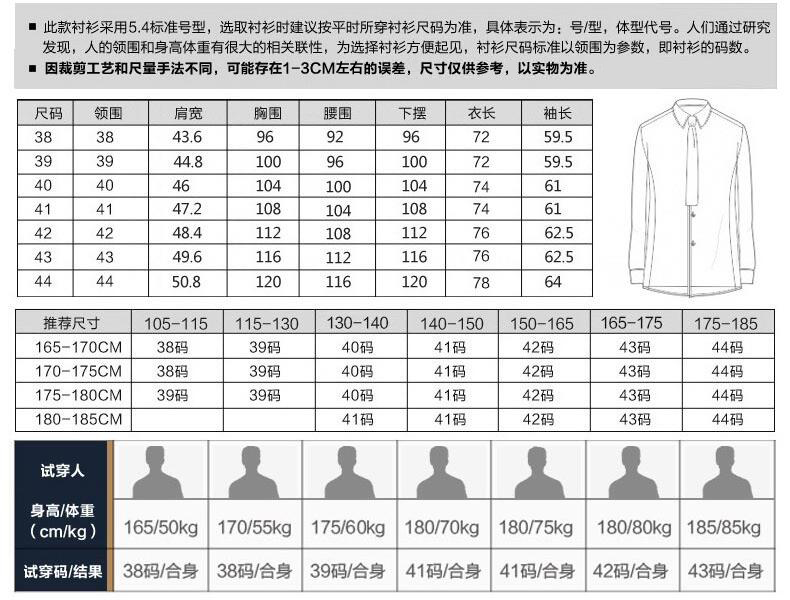 此款衬衫采用5.4标准号型，选取衬衫时建议按平时所穿衬衫尺码为准，具体表示为：号/型，体型代号。人们通过研究
发现，人的领围和身高体重有很大的相关联性，为选择衬衫方便起见，衬衫尺码标准以领围为参数，即衬衫的码数。
因裁剪工艺和尺量手法不同，可能存在1-3CM左右的误差，尺寸仅供参考，以实物为准。
尺码 领围 肩宽 胸围 腰围 下摆 衣长 袖长
38 38 43.6 96 92 96 72 59.5
39 39 44.8 100 96 100 72 59.5
40 40 46 104 100 104 74 61
41 41 47.2 108 104 108 74 61
42 42 48.4 112 108 112 76 62.5
43 43 49.6 116 112 116 76 62.5
44 44 50.8 120 116 120 78 64
推荐尺寸 105-115 115-130 130-140 140-150 150-165 165-175 175-185
165-170CM 38码 39码 40码 41码 42码 43码 44码
170-175CM 38码 39码 40码 41码 42码 43码 44码
175-180CM 38码 39码 40码 41码 42码 43码 44码
180-185CM 41码 41码 42码 43码 44码
试穿人
身高/体重
（cm/kg） 165/50kg 170/55kg 175/60kg 180/70kg 180/75kg 180/80kg 185/85kg
试穿码/结果 38码/合身 38码/合身 39码/合身 41码/合身 41码/合身 42码/合身 43码/合身